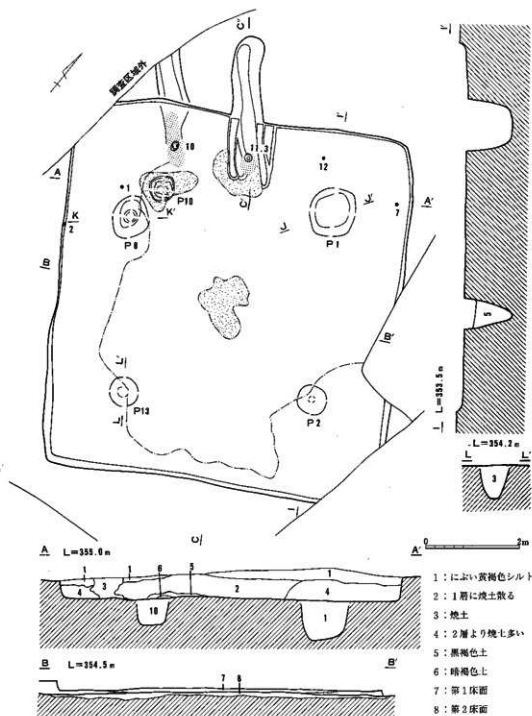 調査区域外
C'
I'
I'
A
10
11.3
12
1
P10
K
K'
2
P8
C
J
J'
7
A'
P1
B
B'
5
L'
L
P13
P2
I
I L=353.5m
L=354.2m
L L'
3
C
0 2m
A L=355.0m A'
1 1 6 5 1
4 3 2 4
10 1
B L=354.5m B'
7 8
1：にぶい黄褐色シルト
2：1層に焼土散る
3：焼土
4：2層より焼土多い
5：黒褐色土
6：暗褐色土
7：第1床面
8：第2床面